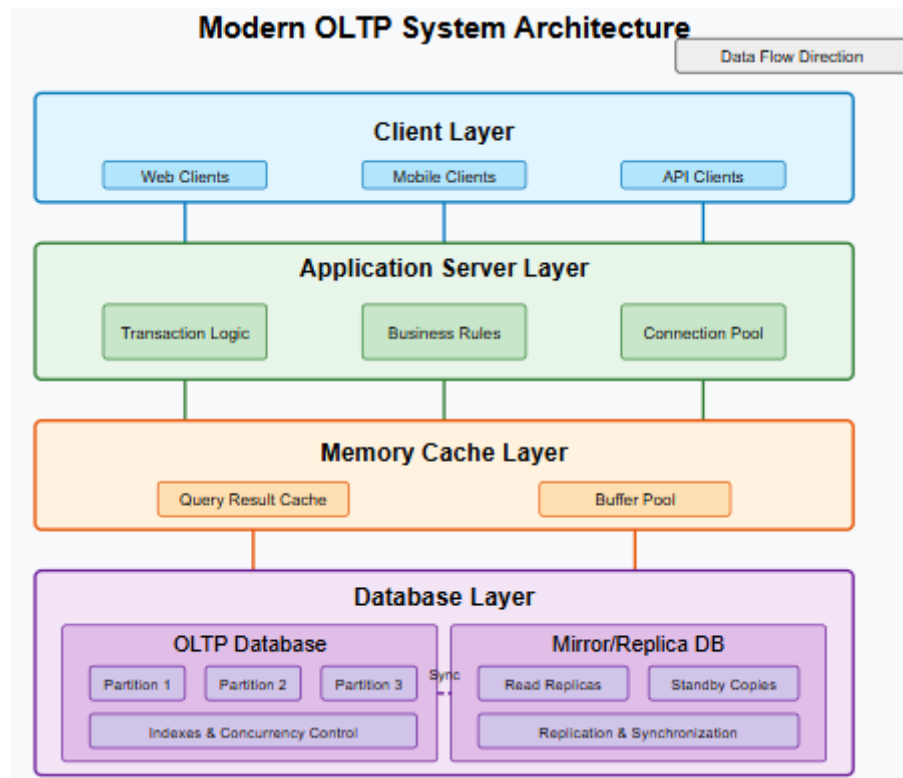 Modern OLTP System Architecture
Data Flow Direction
Client Layer
Web Clients
Mobile Clients
API Clients
Application Server Layer
Transaction Logic
Business Rules
Connection Pool
Memory Cache Layer
Query Result Cache
Buffer Pool
Database Layer
OLTP Database
Partition 1
Partition 2
Partition 3
Indexes & Concurrency Control
Sync
Mirror/Replica DB
Read Replicas
Standby Copies
Replication & Synchronization